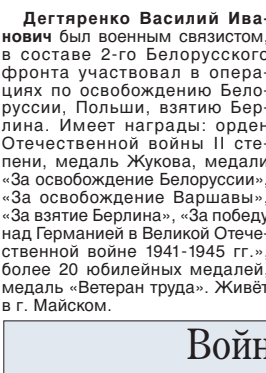 Дегтяренко Василий Ива-
нович был военным связистом,
в составе 2-го Белорусского
фронта участвовал в опера-
циях по освобождению Бело-
руссии, Польши, взятию Бер-
лина. Имеет награды: орден
Отечественной войны II сте-
пени, медаль Жукова, медали
«За освобождение Белоруссии»,
«За освобождение Варшавы»,
«За взятие Берлина», «За победу
над Германией в Великой Отече-
ственной войне 1941-1945 гг.»,
более 20 юбилейных медалей,
медаль «Ветеран труда». Живёт
в г. Майском.
Войн